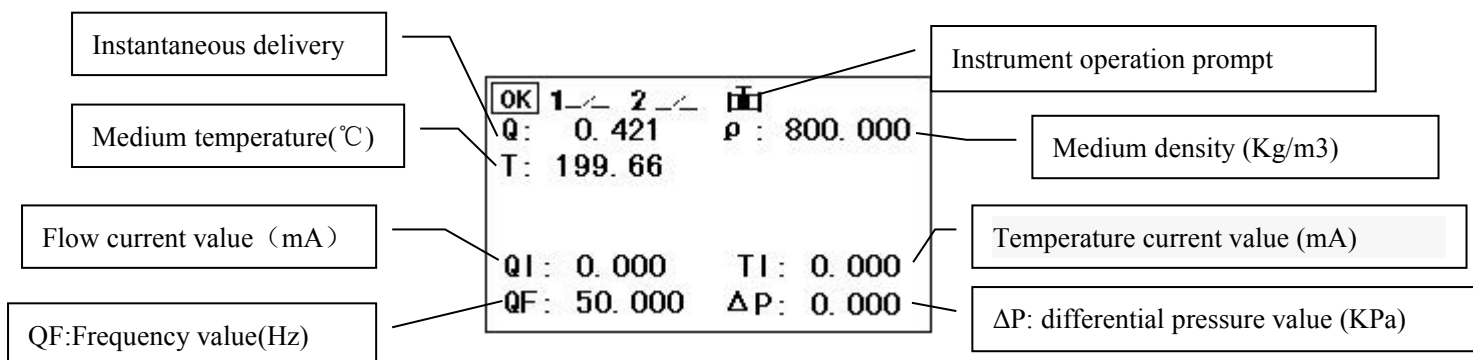 Instantaneous delivery
Instrument operation prompt
OK 1 2
Medium temperature(℃)
Q: 0.421 ρ: 800.000
Medium density (Kg/m3)
T: 199.66
Flow current value（mA）
Temperature current value (mA)
QI: 0.000 TI: 0.000
QF: 50.000 ΔP: 0.000
QF:Frequency value(Hz)
ΔP: differential pressure value (KPa)